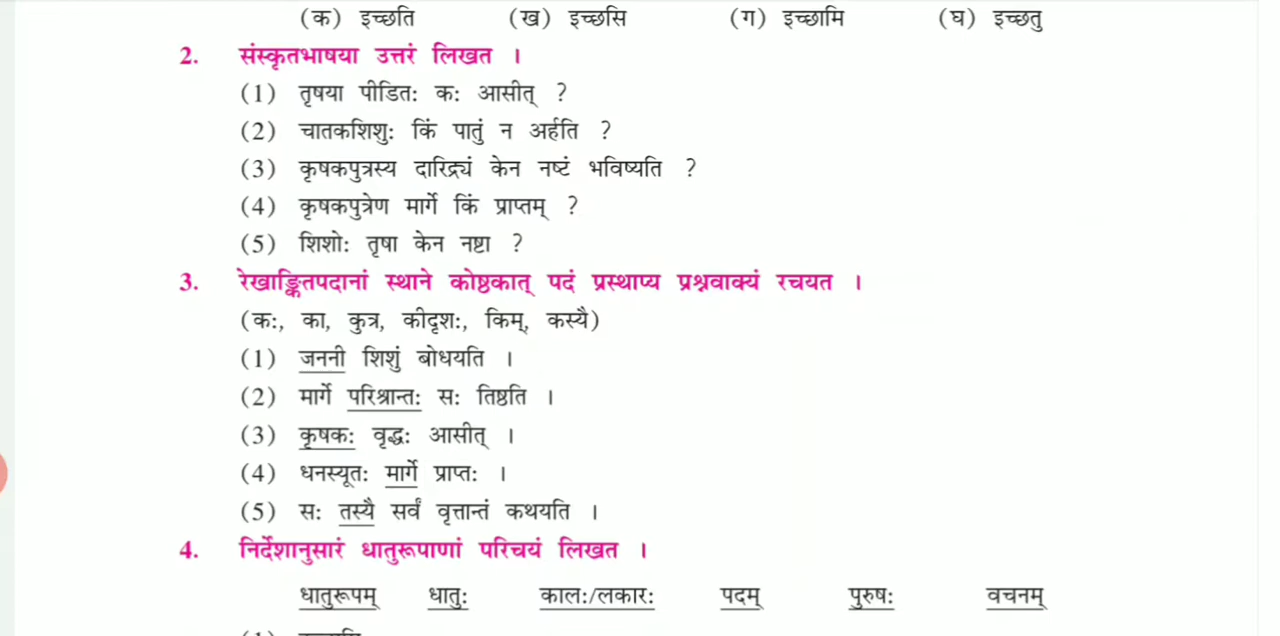 (क) इच्छति (ख) इच्छसि (ग) इच्छामि (घ) इच्छतु
2. संस्कृतभाषया उत्तरं लिखत ।
(1) तृषया पीडितः कः आसीत् ?
(2) चातकशिशुः किं पातुं न अर्हति ?
(3) कृषकपुत्रस्य दारिद्र्यं केन नष्टं भविष्यति ?
(4) कृषकपुत्रेण मार्गे किं प्राप्तम् ?
(5) शिशोः तृषा केन नष्टा ?
3. रेखाङ्कितपदानां स्थाने कोष्ठकात् पदं प्रस्थाप्य प्रश्नवाक्यं रचयत ।
(कः, का, कुत्र, कीदृशः, किम्, कस्यै)
(1) जननी शिशुं बोधयति ।
(2) मार्गे परिश्रान्तः सः तिष्ठति ।
(3) कृषकः वृद्धः आसीत् ।
(4) धनस्यूतः मार्गे प्राप्तः ।
(5) सः तस्यै सर्वं वृत्तान्तं कथयति ।
4. निर्देशानुसारं धातुरूपाणां परिचयं लिखत ।
धातुरूपम् धातुः कालः/लकारः पदम् पुरुषः वचनम्